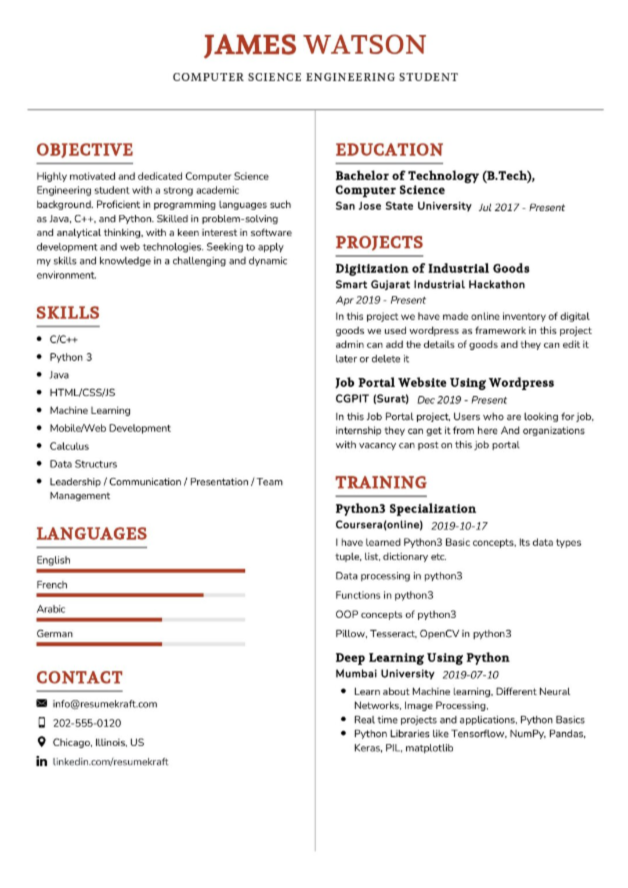 JAMES WATSON
COMPUTER SCIENCE ENGINEERING STUDENT
OBJECTIVE
Highly motivated and dedicated Computer Science
Engineering student with a strong academic
background. Proficient in programming languages such
as Java, C++, and Python. Skilled in problem-solving
and analytical thinking, with a keen interest in software
development and web technologies. Seeking to apply
my skills and knowledge in a challenging and dynamic
environment.
SKILLS
• C/C++
• Python 3
• Java
• HTML/CSS/JS
• Machine Learning
• Mobile/Web Development
• Calculus
• Data Structurs
• Leadership / Communication / Presentation / Team
Management
LANGUAGES
English
French
Arabic
German
CONTACT
info@resumekraft.com
202-555-0120
Chicago, Illinois, US
linkedin.com/resumekraft
EDUCATION
Bachelor of Technology (B.Tech),
Computer Science
San Jose State University Jul 2017 - Present
PROJECTS
Digitization of Industrial Goods
Smart Gujarat Industrial Hackathon
Apr 2019 - Present
In this project we have made online inventory of digital
goods we used wordpress as framework in this project
admin can add the details of goods and they can edit it
later or delete it
Job Portal Website Using Wordpress
CGPIT (Surat) Dec 2019 - Present
In this Job Portal project, Users who are looking for job,
internship they can get it from here And organizations
with vacancy can post on this job portal
TRAINING
Python3 Specialization
Coursera(online) 2019-10-17
I have learned Python3 Basic concepts, Its data types
tuple, list, dictionary etc.
Data processing in python3
Functions in python3
OOP concepts of python3
Pillow, Tesseract, OpenCV in python3
Deep Learning Using Python
Mumbai University 2019-07-10
• Learn about Machine learning, Different Neural
Networks, Image Processing,
• Real time projects and applications, Python Basics
• Python Libraries like Tensorflow, NumPy, Pandas,
Keras, PIL, matplotlib